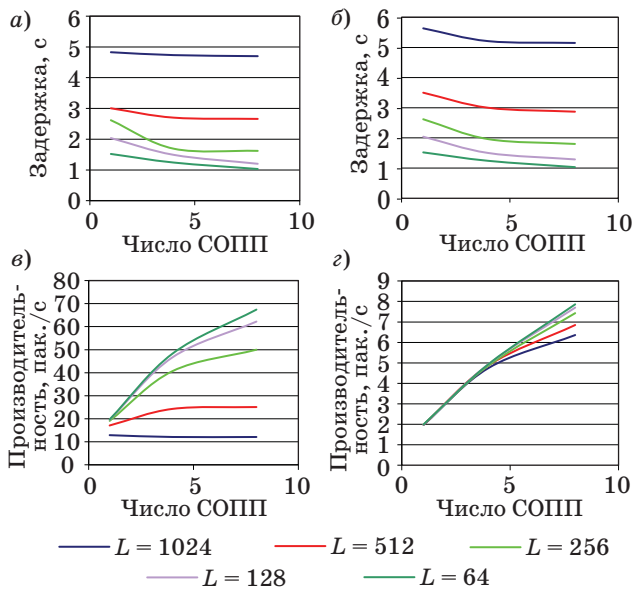 а)
6
5
4
3
2
1
0
Задержка, с
0 5 10
Число СОПП
б)
6
5
4
3
2
1
0
Задержка, с
0 5 10
Число СОПП
в)
80
70
60
50
40
30
20
10
0
Производитель-
ность, пак./с
0 5 10
Число СОПП
г)
9
8
7
6
5
4
3
2
1
0
Производитель-
ность, пак./с
0 5 10
Число СОПП
L = 1024 L = 512 L = 256
L = 128 L = 64